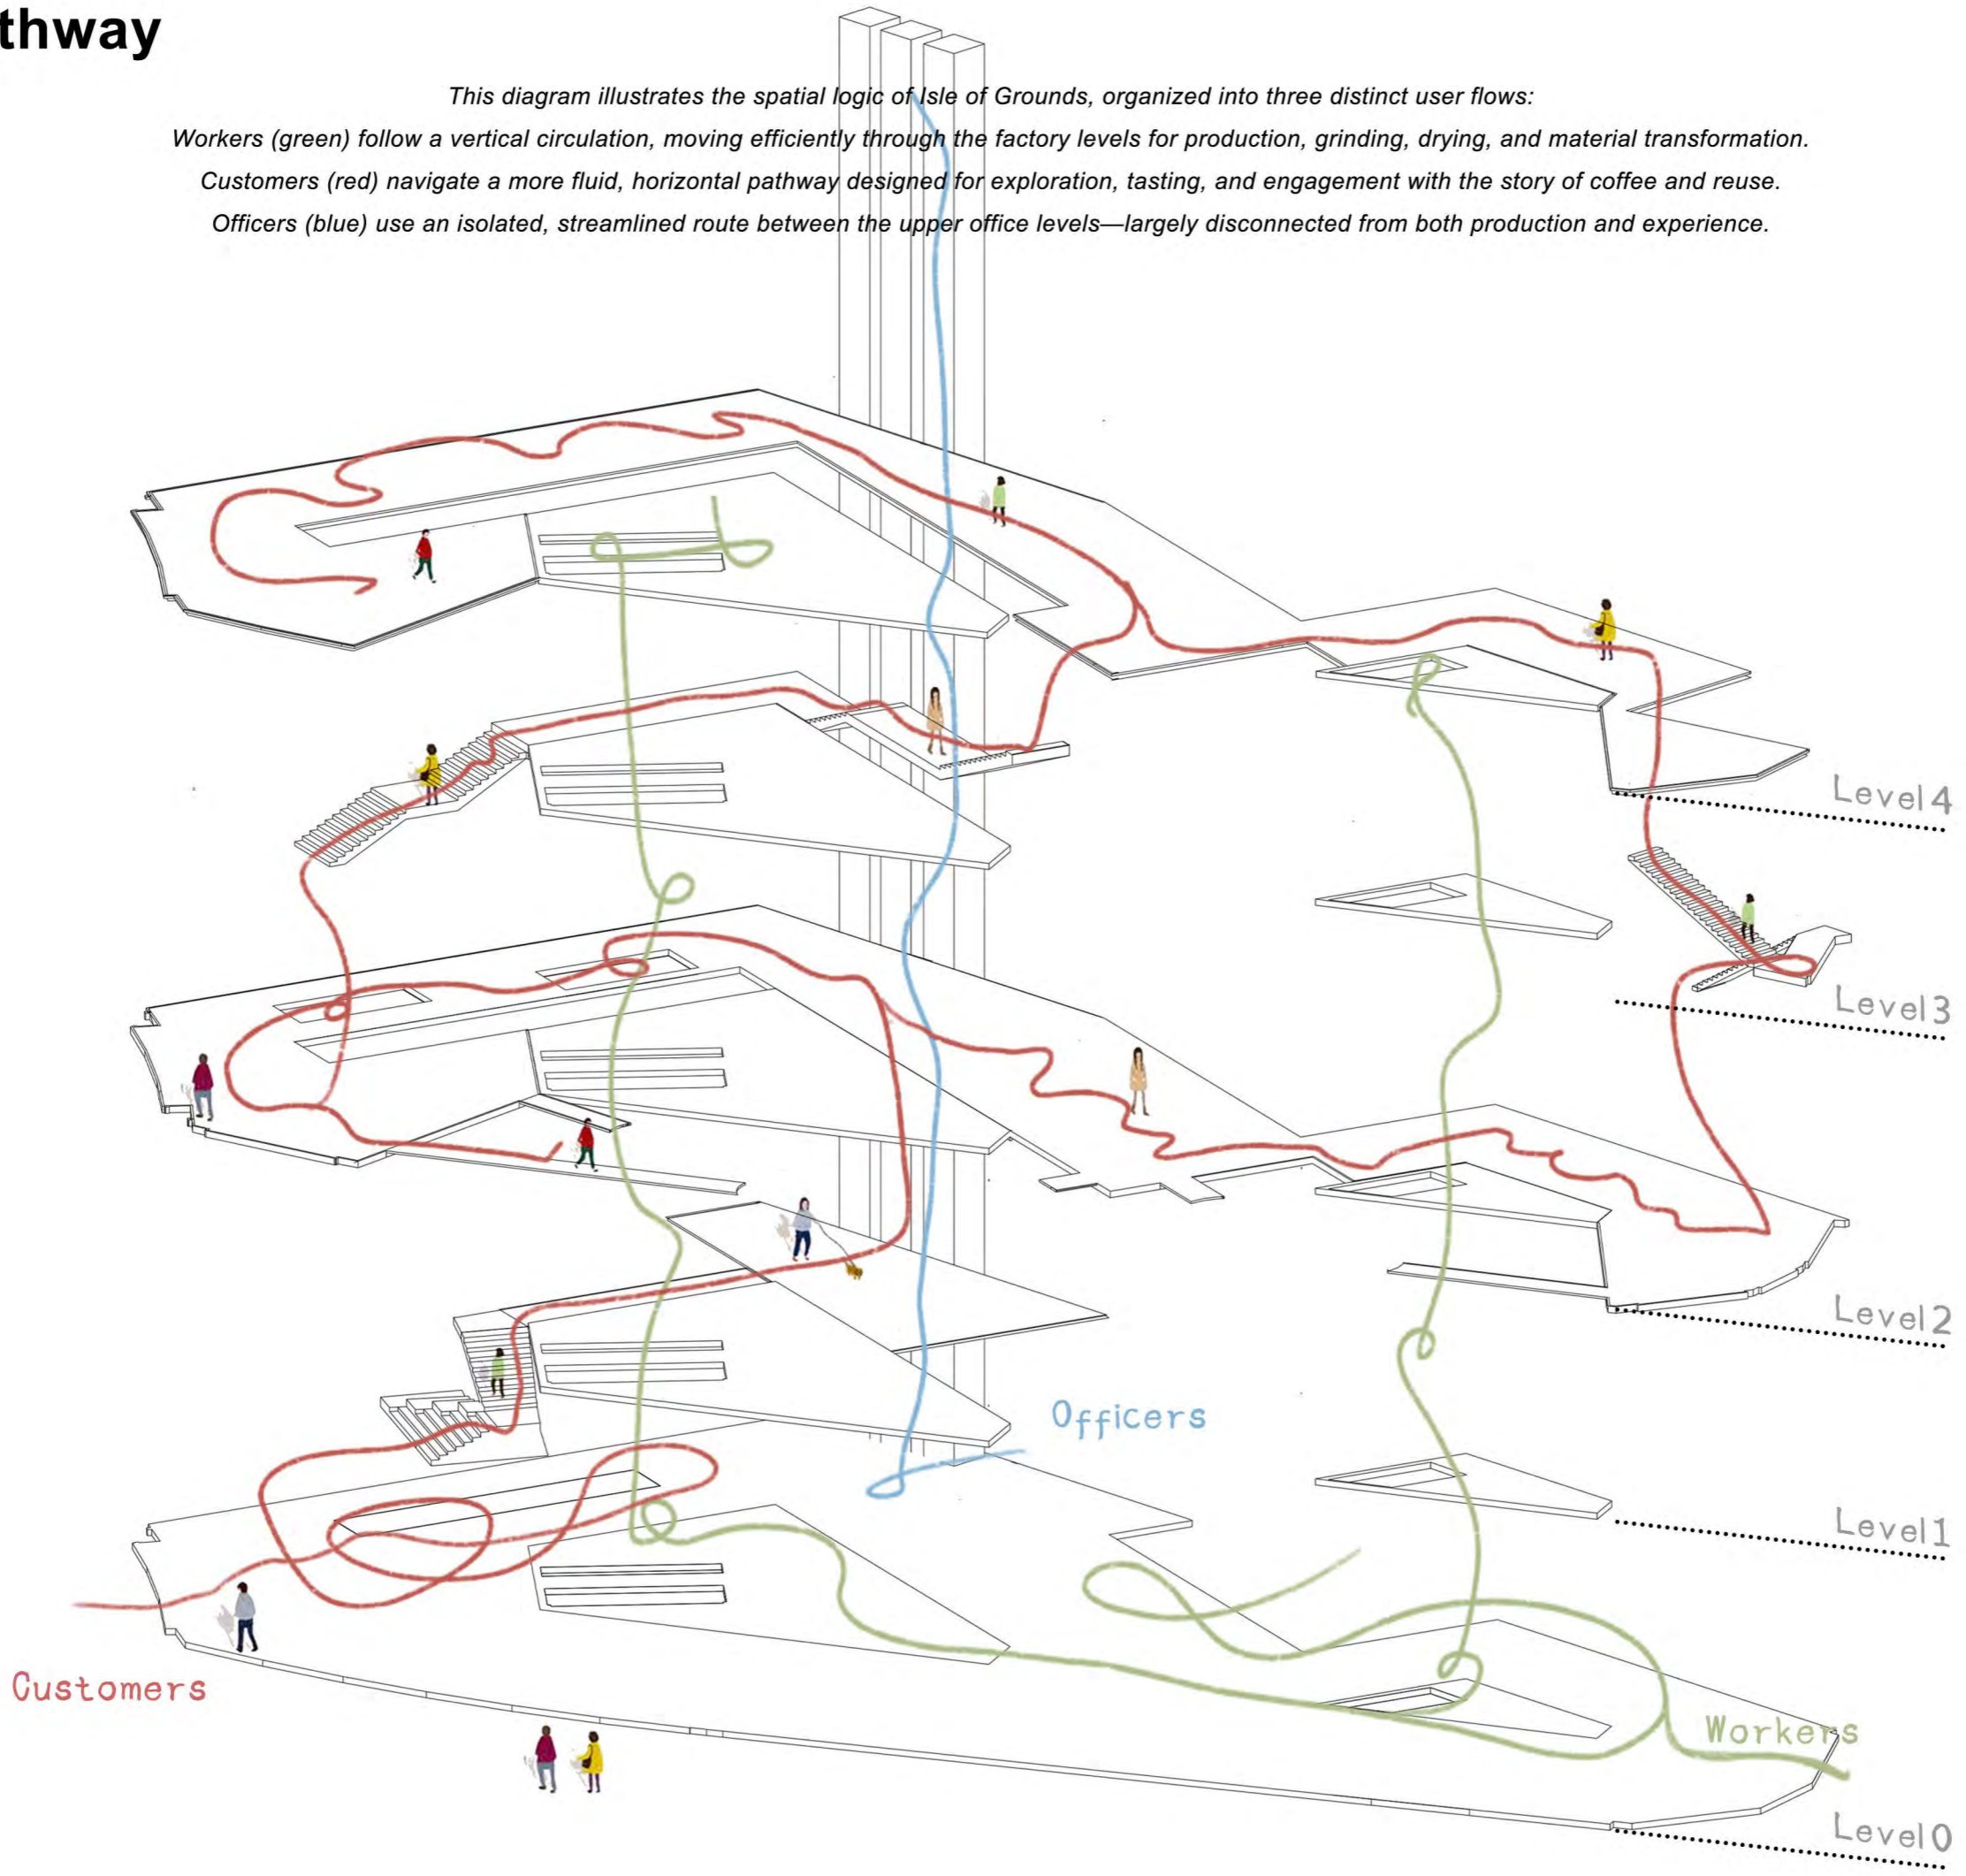 thway
This diagram illustrates the spatial logic of Isle of Grounds, organized into three distinct user flows:
Workers (green) follow a vertical circulation, moving efficiently through the factory levels for production, grinding, drying, and material transformation.
Customers (red) navigate a more fluid, horizontal pathway designed for exploration, tasting, and engagement with the story of coffee and reuse.
Officers (blue) use an isolated, streamlined route between the upper office levels—largely disconnected from both production and experience.
Level4
Level3
Level2
Officers
Level1
Customers
Workers
Level0